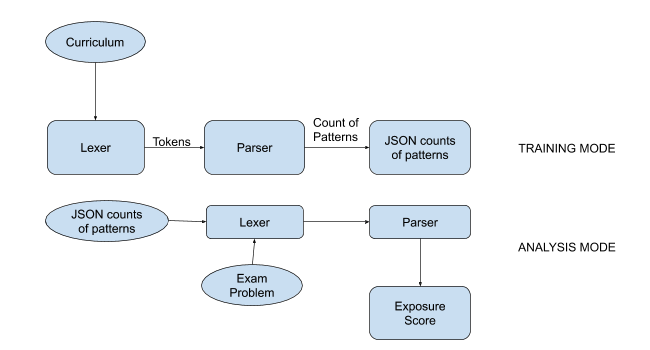 Curriculum
Lexer
Tokens
Parser
Count of
Patterns
JSON counts
of patterns
TRAINING MODE
JSON counts
of patterns
Lexer
Parser
ANALYSIS MODE
Exam
Problem
Exposure
Score